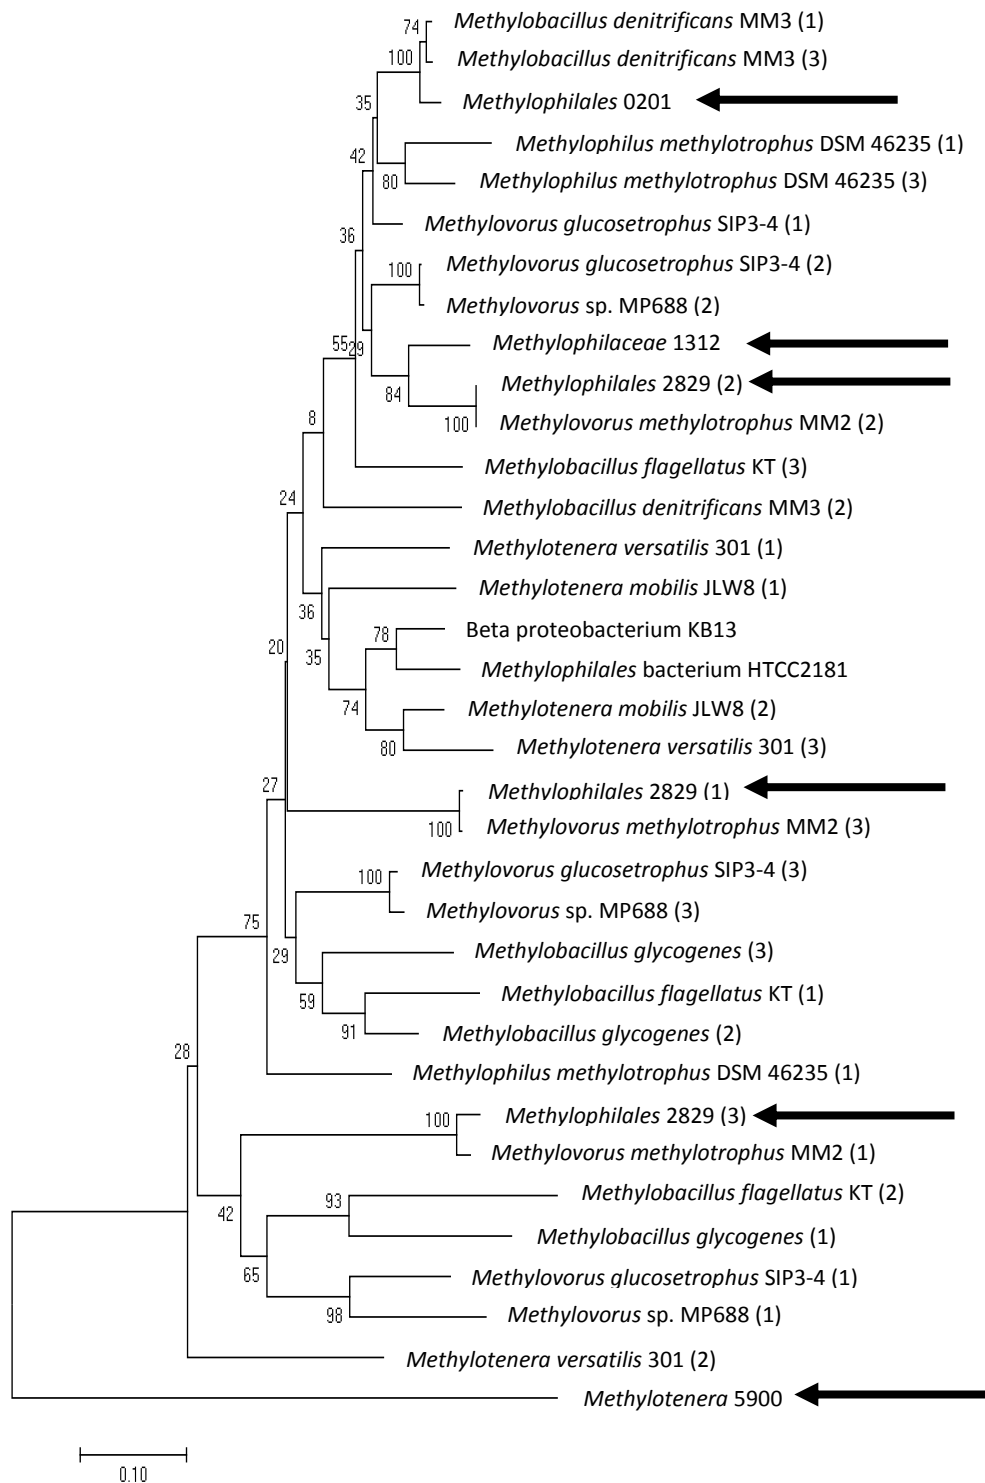 74
Methylobacillus denitrificans MM3 (1)
100
Methylobacillus denitrificans MM3 (3)
Methylophilales 0201
35
Methylophilus methylotrophus DSM 46235 (1)
42
80
Methylophilus methylotrophus DSM 46235 (3)
Methylovorus glucosetrophus SIP3-4 (1)
36
100
Methylovorus glucosetrophus SIP3-4 (2)
Methylovorus sp. MP688 (2)
55
29
Methylophilaceae 1312
84
Methylophilales 2829 (2)
100
Methylovorus methylotrophus MM2 (2)
8
Methylobacillus flagellatus KT (3)
24
Methylobacillus denitrificans MM3 (2)
Methylotenera versatilis 301 (1)
36
Methylotenera mobilis JLW8 (1)
78
Beta proteobacterium KB13
20
35
Methylophilales bacterium HTCC2181
74
Methylotenera mobilis JLW8 (2)
80
Methylotenera versatilis 301 (3)
27
Methylophilales 2829 (1)
100
Methylovorus methylotrophus MM2 (3)
100
Methylovorus glucosetrophus SIP3-4 (3)
75
Methylovorus sp. MP688 (3)
29
Methylobacillus glycogenes (3)
59
Methylobacillus flagellatus KT (1)
91
Methylobacillus glycogenes (2)
28
Methylophilus methylotrophus DSM 46235 (1)
100
Methylophilales 2829 (3)
Methylovorus methylotrophus MM2 (1)
42
93
Methylobacillus flagellatus KT (2)
Methylobacillus glycogenes (1)
65
Methylovorus glucosetrophus SIP3-4 (1)
98
Methylovorus sp. MP688 (1)
Methylotenera versatilis 301 (2)
Methylotenera 5900
0.10